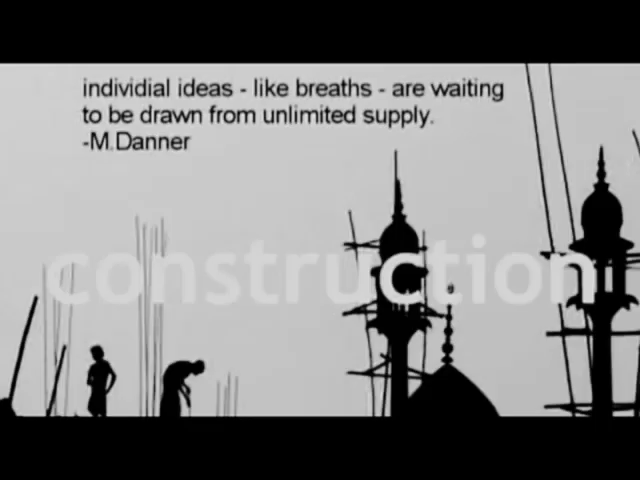 individial ideas - like breaths - are waiting
to be drawn from unlimited supply.
-M.Danner
construction